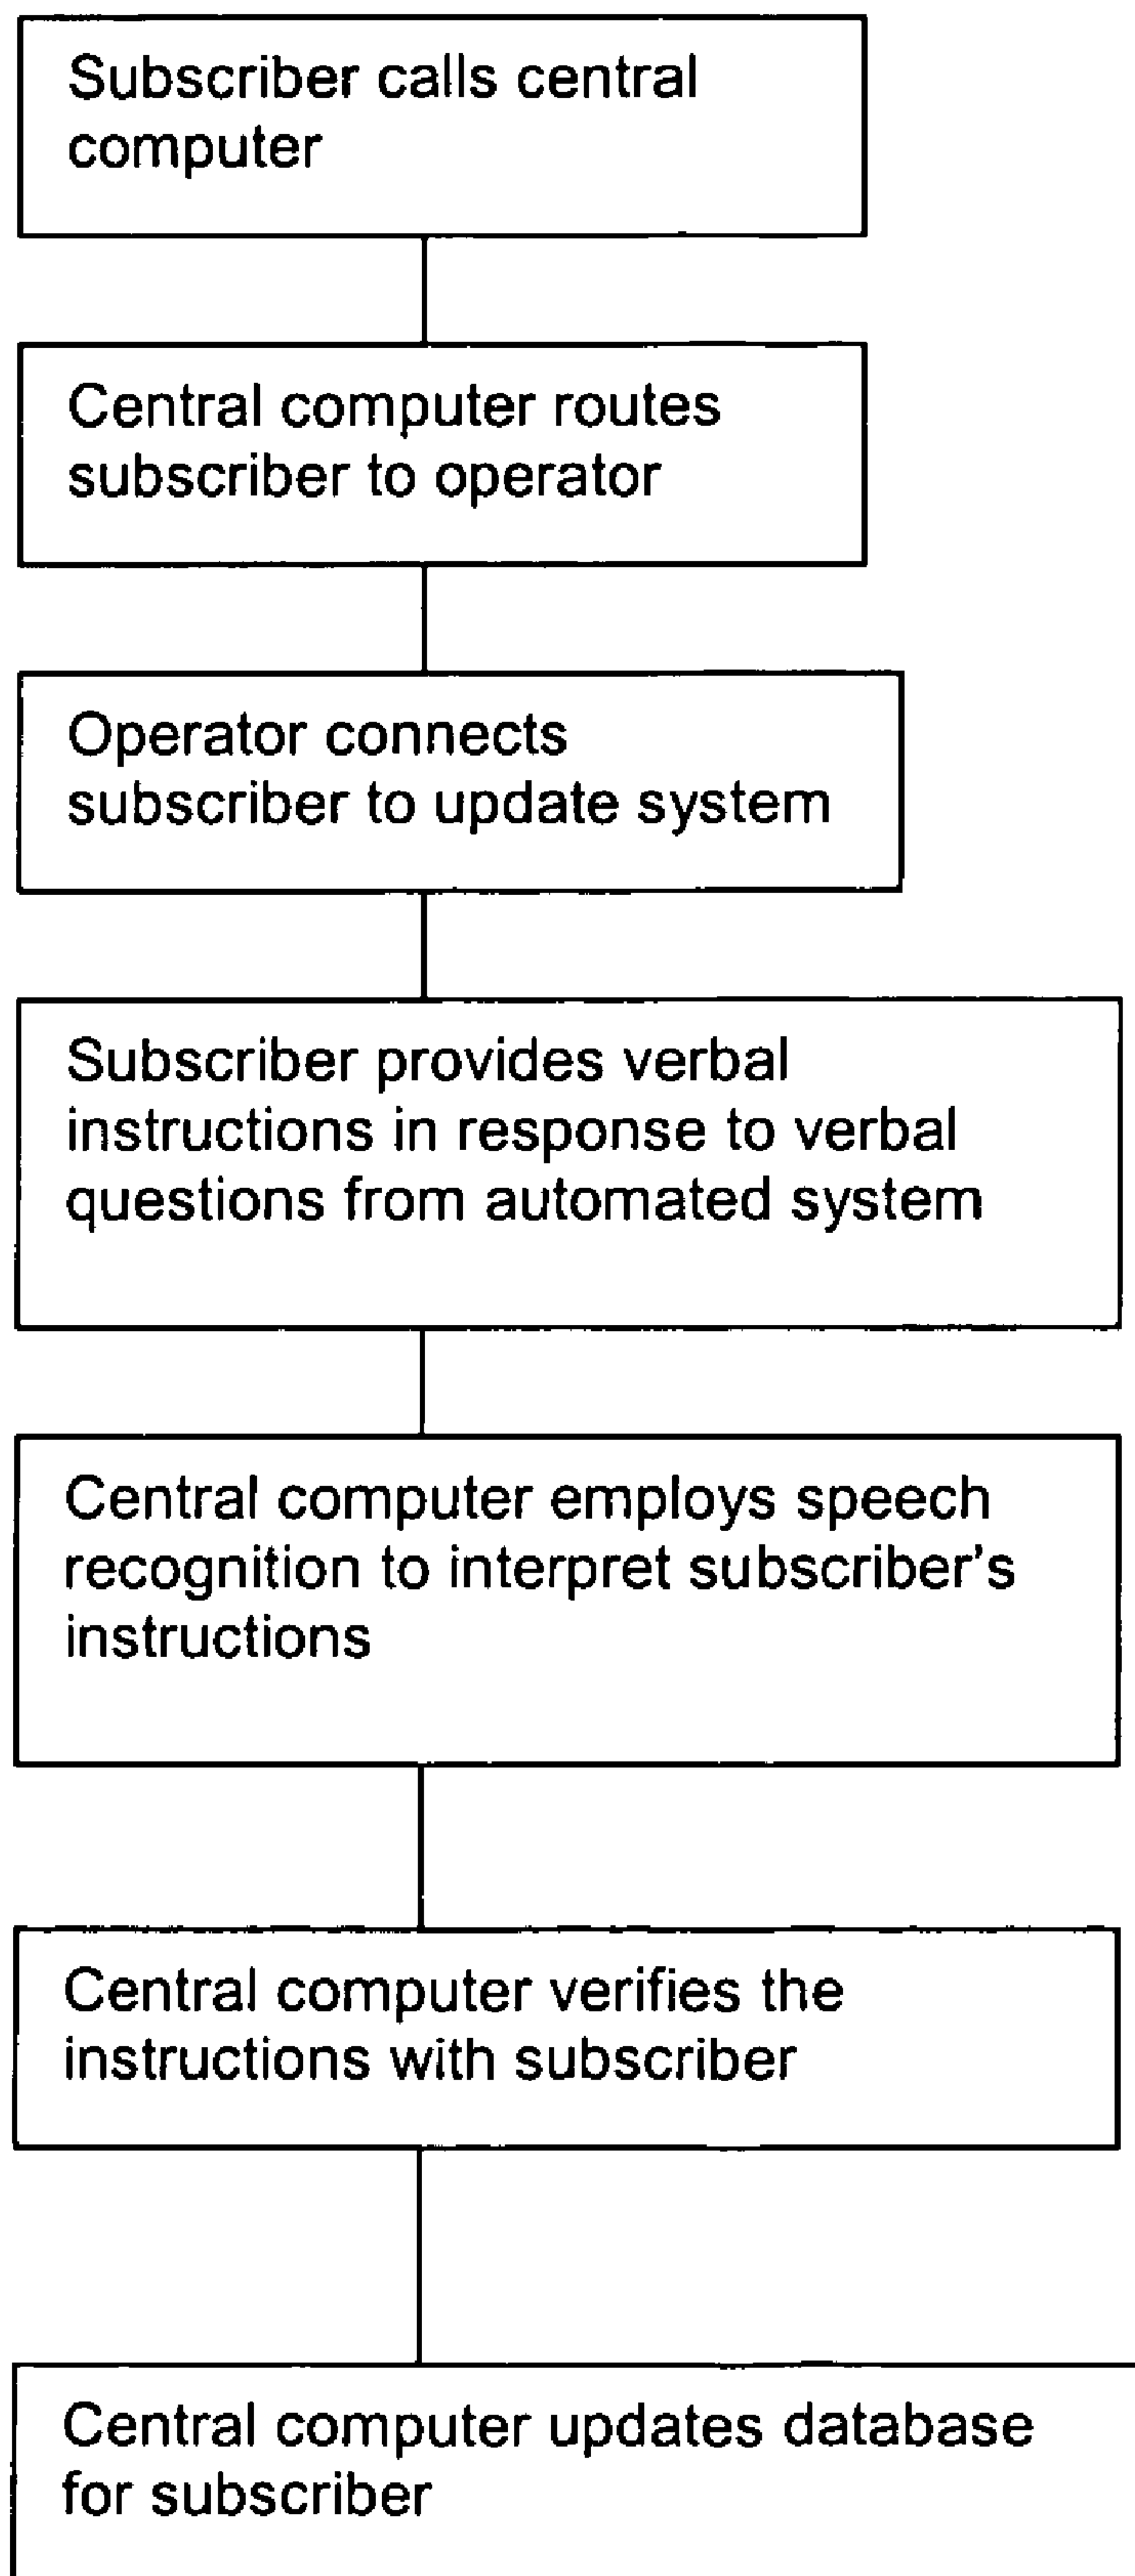 Subscriber calls central
computer
Central computer routes
subscriber to operator
Operator connects
subscriber to update system
Subscriber provides verbal
instructions in response to verbal
questions from automated system
Central computer employs speech
recognition to interpret subscriber's
instructions
Central computer verifies the
instructions with subscriber
Central computer updates database
for subscriber